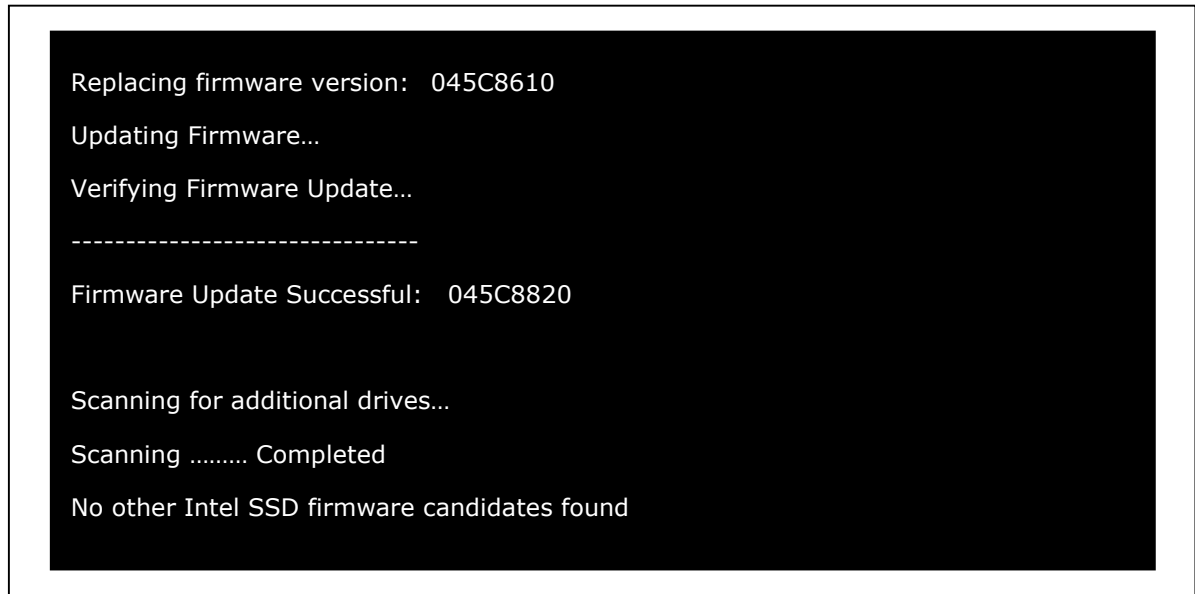 Replacing firmware version:   045C8610
Updating Firmware…
Verifying Firmware Update…
--------------------------------
Firmware Update Successful:   045C8820
Scanning for additional drives…
Scanning ……… Completed
No other Intel SSD firmware candidates found